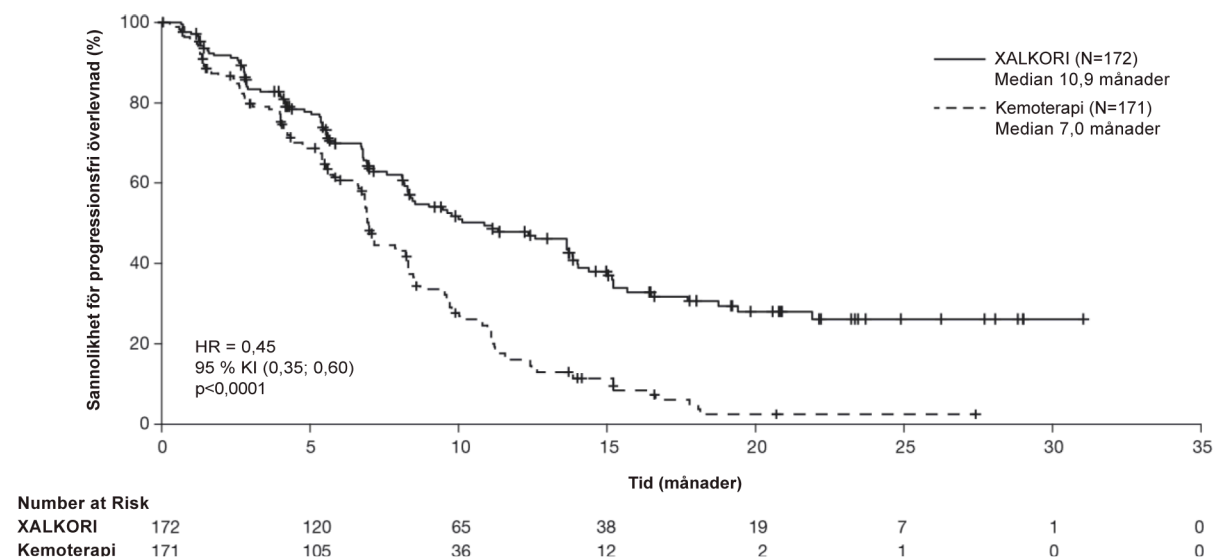 Sannolikhet för progressionsfri överlevnad (%)
100
80
60
40
20
0
XALKORI (N=172)
Median 10,9 månader
Kemoterapi (N=171)
Median 7,0 månader
HR = 0,45
95 % KI (0,35; 0,60)
p<0,0001
0 5 10 15 20 25 30 35
Tid (månader)
Number at Risk
XALKORI 172 120 65 38 19 7 1 0
Kemoterapi 171 105 36 12 2 1 0 0